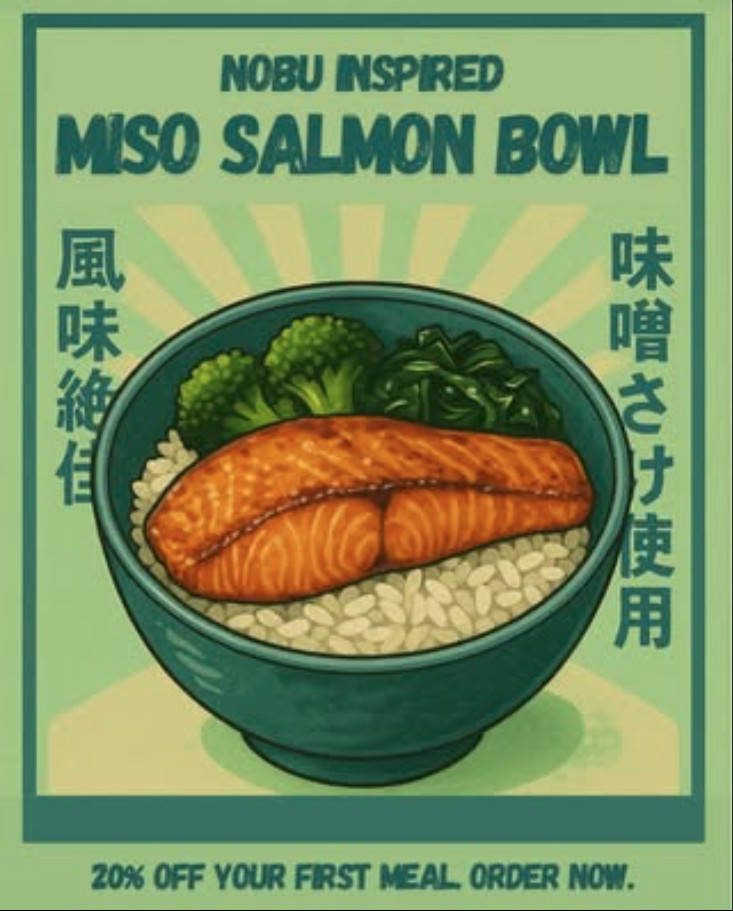 NOBU INSPIRED
MISO SALMON BOWL
味噌さけ使用
風味絶佳
20% OFF YOUR FIRST MEAL. ORDER NOW.